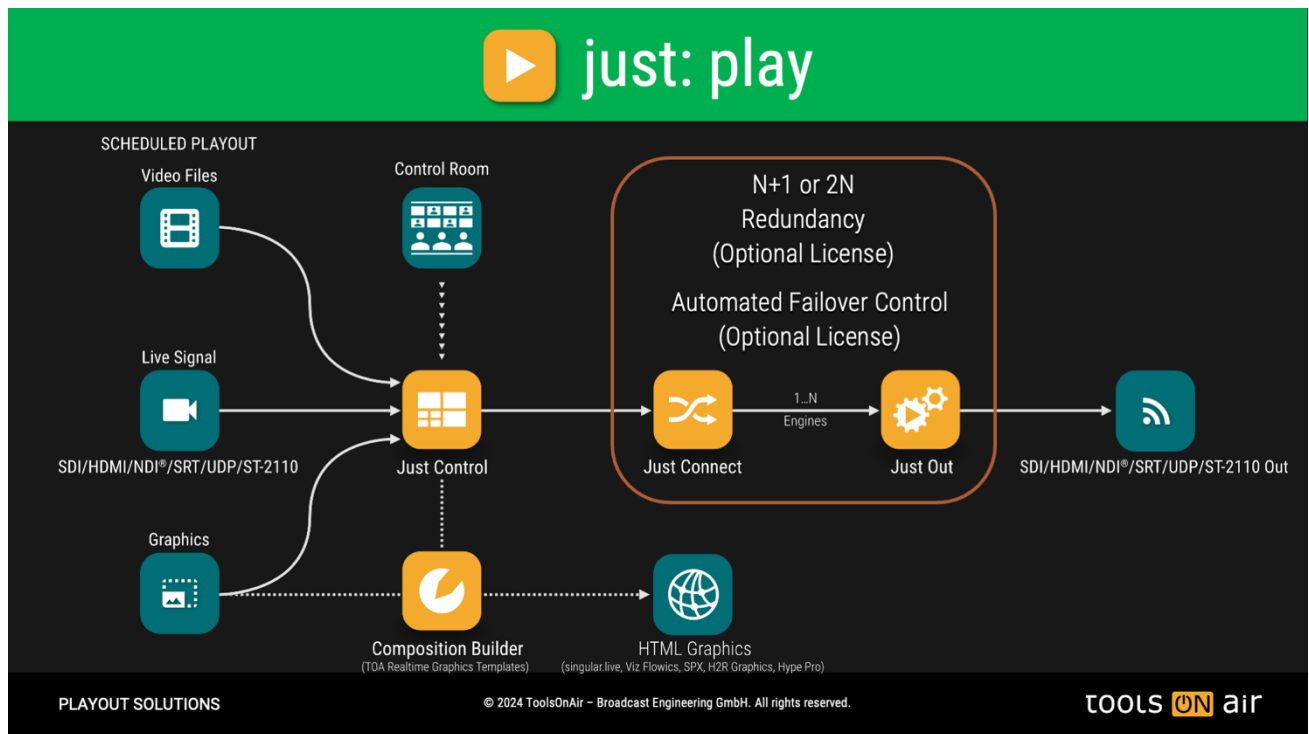 just: play
SCHEDULED PLAYOUT
Video Files
Control Room
N+1 or 2N
Redundancy
(Optional License)
Automated Failover Control
(Optional License)
Live Signal
1...N
Engines
SDI/HDMI/NDI®/SRT/UDP/ST-2110
Just Control
Just Connect
Just Out
SDI/HDMI/NDI®/SRT/UDP/ST-2110 Out
Graphics
Composition Builder
(TOA Realtime Graphics Templates)
HTML Graphics
(singular.live, Viz Flowics, SPX, H2R Graphics, Hype Pro)
PLAYOUT SOLUTIONS
© 2024 ToolsOnAir – Broadcast Engineering GmbH. All rights reserved.
tools ON air